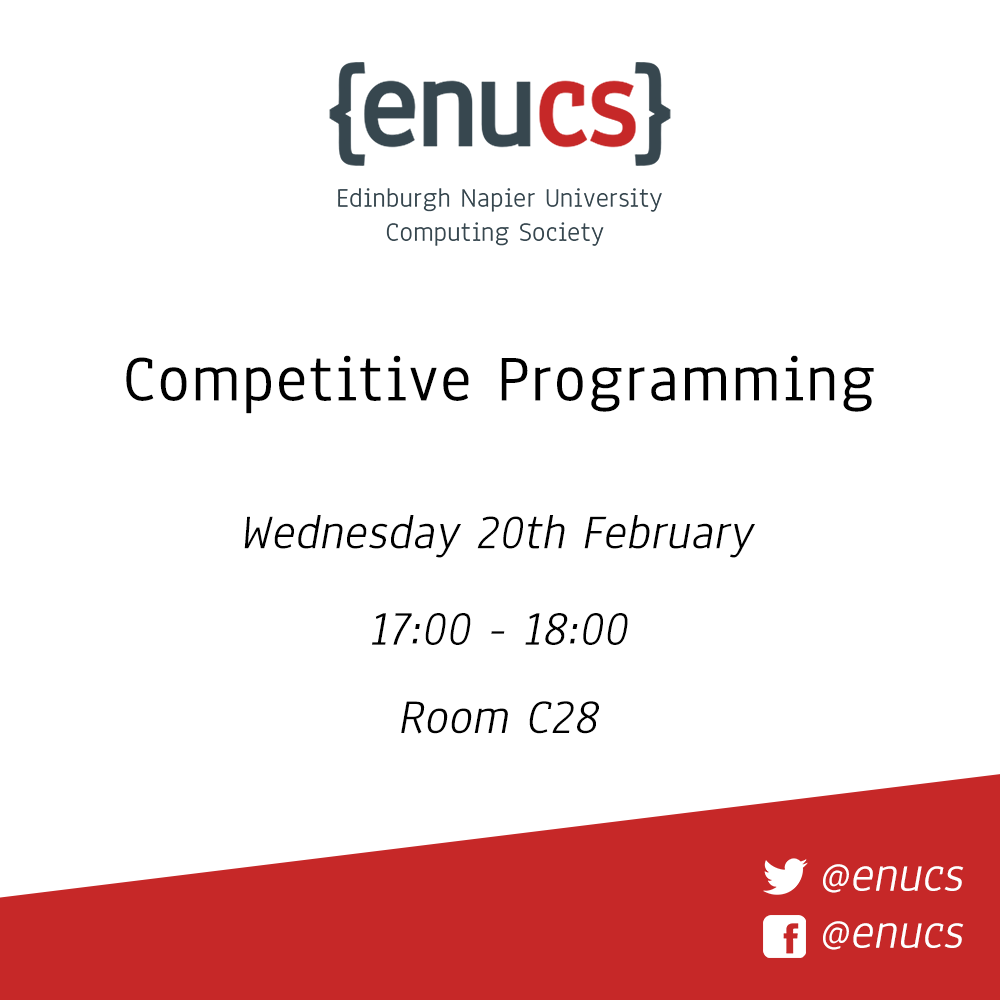 {enucs}
Edinburgh Napier University
Computing Society
Competitive Programming
Wednesday 20th February
17:00 - 18:00
Room C28
@enucs
@enucs